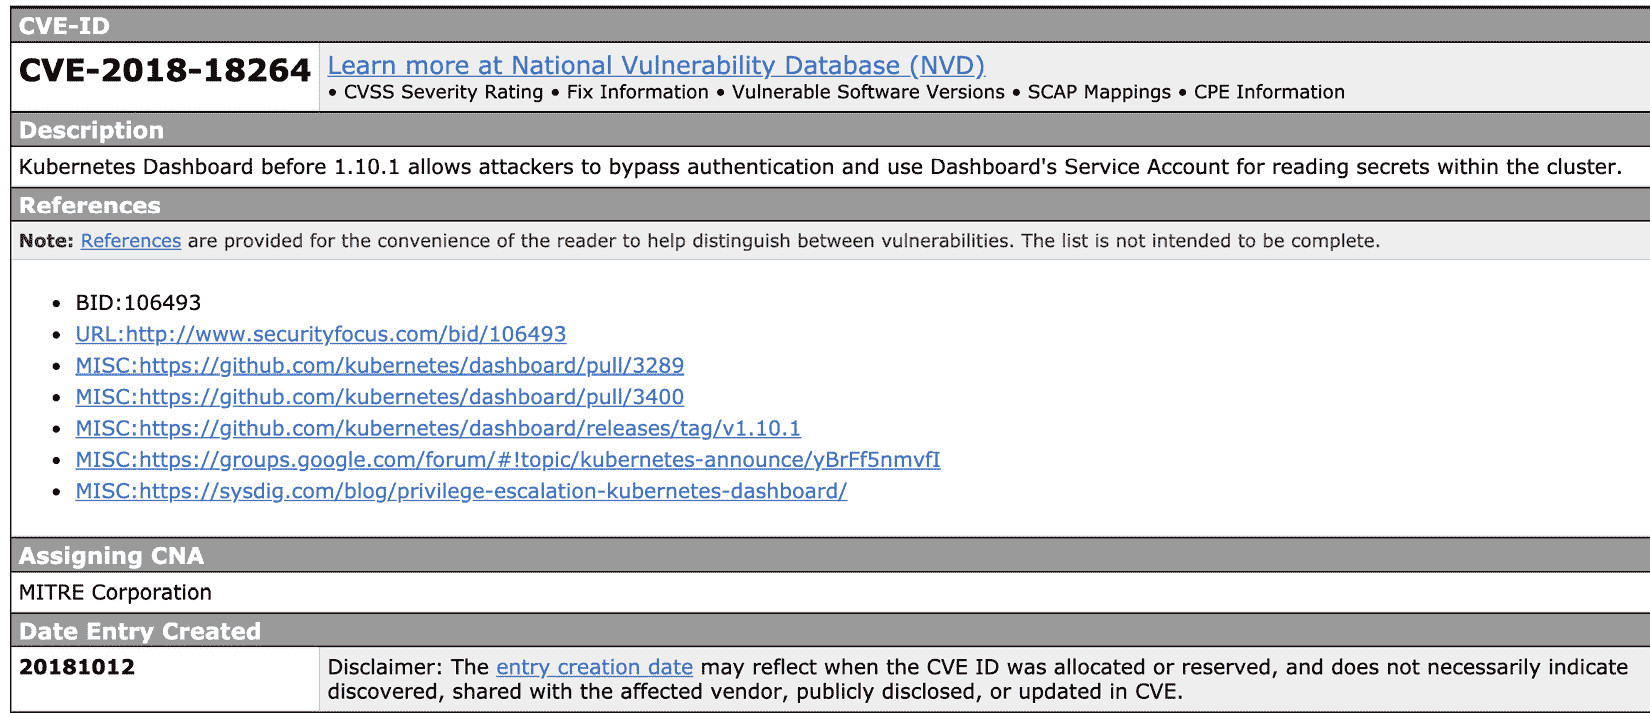 CVE-ID
CVE-2018-18264
Learn more at National Vulnerability Database (NVD)
• CVSS Severity Rating • Fix Information • Vulnerable Software Versions • SCAP Mappings • CPE Information
Description
Kubernetes Dashboard before 1.10.1 allows attackers to bypass authentication and use Dashboard's Service Account for reading secrets within the cluster.
References
Note: References are provided for the convenience of the reader to help distinguish between vulnerabilities. The list is not intended to be complete.
• BID:106493
• URL:http://www.securityfocus.com/bid/106493
• MISC:https://github.com/kubernetes/dashboard/pull/3289
• MISC:https://github.com/kubernetes/dashboard/pull/3400
• MISC:https://github.com/kubernetes/dashboard/releases/tag/v1.10.1
• MISC:https://groups.google.com/forum/#!topic/kubernetes-announce/yBrFf5nmvfI
• MISC:https://sysdig.com/blog/privilege-escalation-kubernetes-dashboard/
Assigning CNA
MITRE Corporation
Date Entry Created
20181012
Disclaimer: The entry creation date may reflect when the CVE ID was allocated or reserved, and does not necessarily indicate
discovered, shared with the affected vendor, publicly disclosed, or updated in CVE.